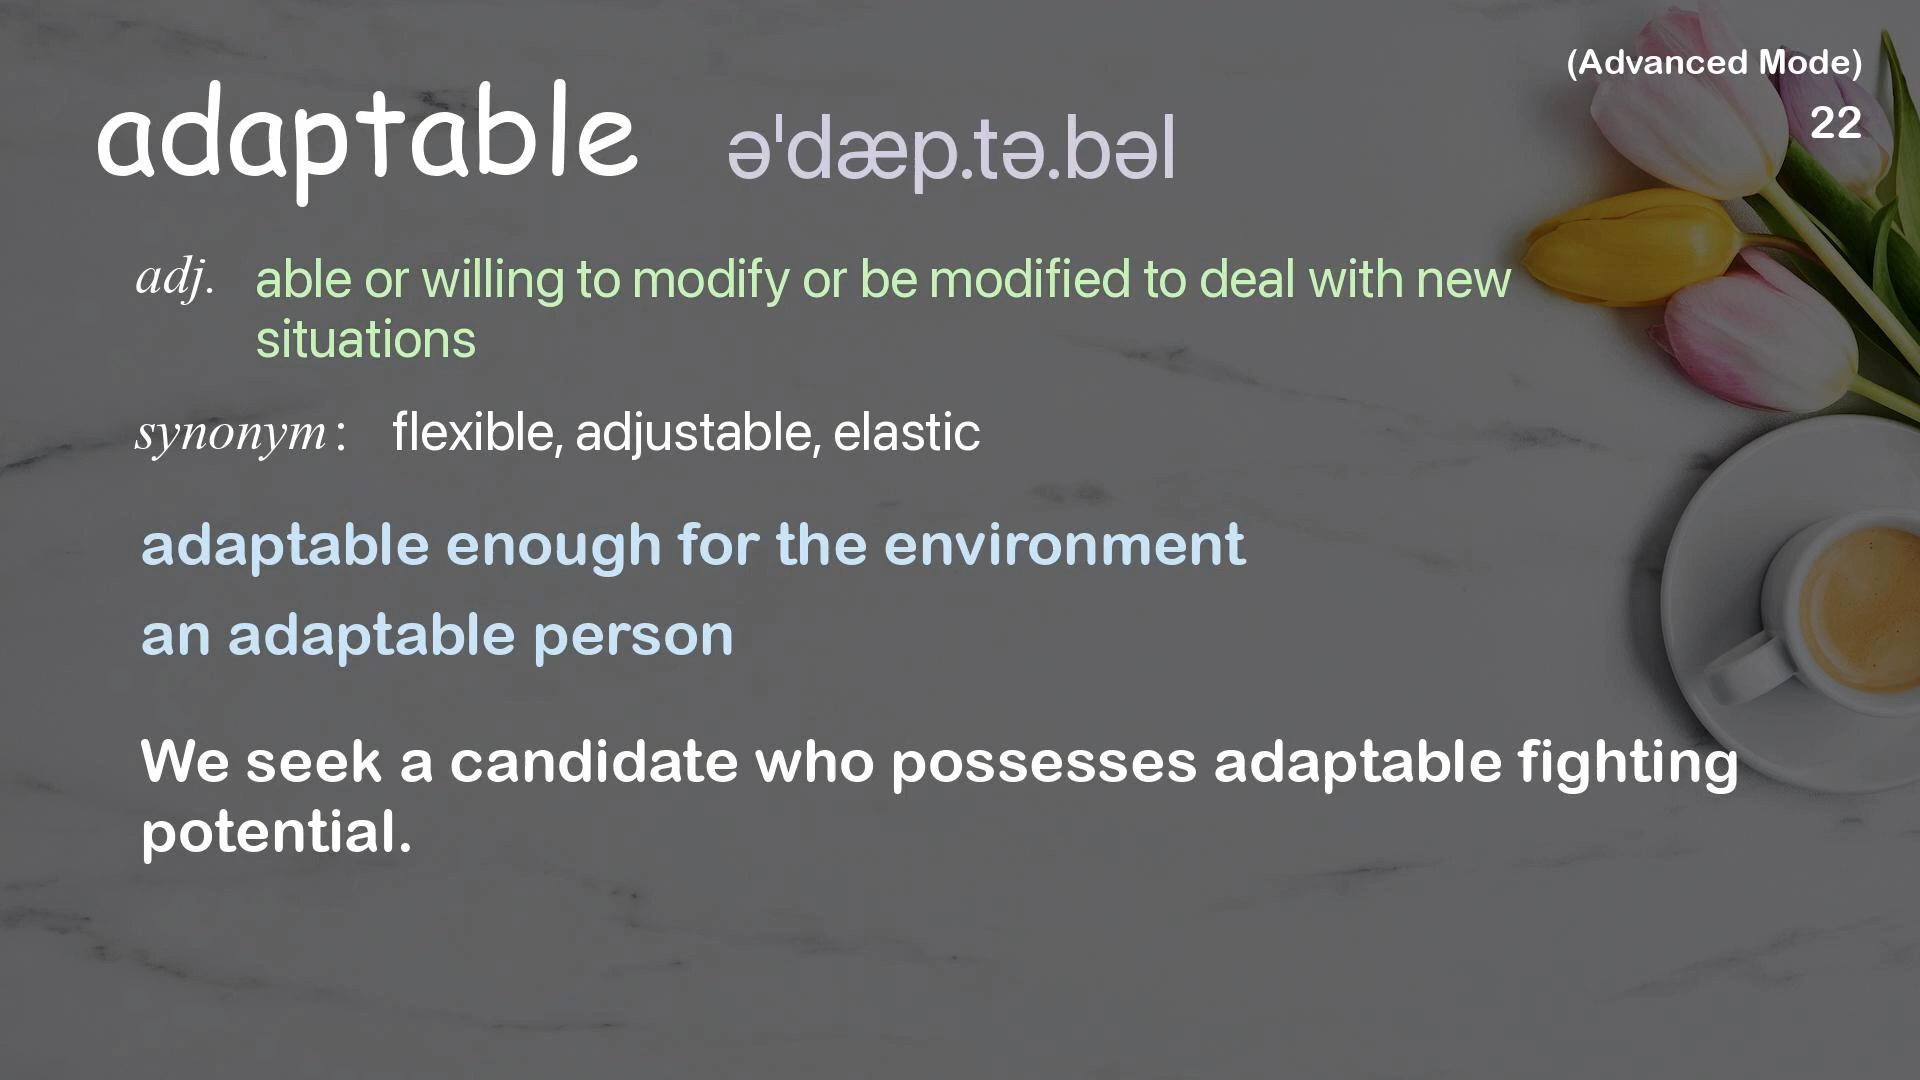 (Advanced Mode)
22
adaptable əˈdæp.tə.bəl
adj. able or willing to modify or be modified to deal with new
situations
synonym: flexible, adjustable, elastic
adaptable enough for the environment
an adaptable person
We seek a candidate who possesses adaptable fighting
potential.